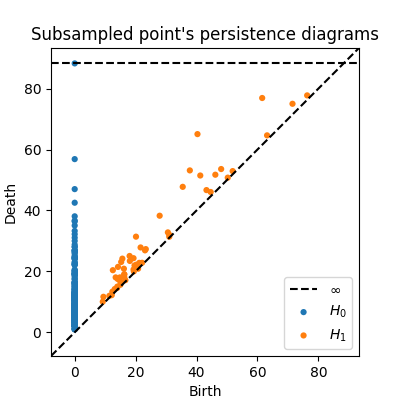 Subsampled point's persistence diagrams
Death
80
60
40
20
0
∞
H₀
H₁
0 20 40 60 80
Birth